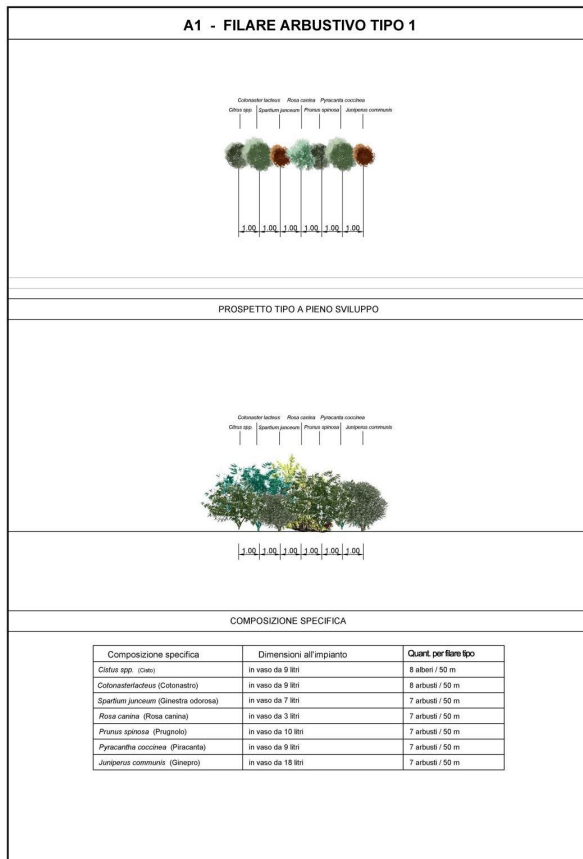 A1 - FILARE ARBUSTIVO TIPO 1
Cotonaster lacteus Rosa canina Pyracanta coccinea
Citrus spp. Spartium junceum Prunus spinosa Juniperus communis
1.00 1.00 1.00 1.00 1.00 1.00
PROSPETTO TIPO A PIENO SVILUPPO
Cotonaster lacteus Rosa canina Pyracanta coccinea
Citrus spp. Spartium junceum Prunus spinosa Juniperus communis
1.00 1.00 1.00 1.00 1.00 1.00
COMPOSIZIONE SPECIFICA
Composizione specifica Dimensioni all'impianto Quant. per filare tipo
Cistus spp. (Cisto) in vaso da 9 litri 8 alberi / 50 m
Cotonasterlacteus (Cotonastro) in vaso da 9 litri 8 arbusti / 50 m
Spartium junceum (Ginestra odorosa) in vaso da 7 litri 7 arbusti / 50 m
Rosa canina (Rosa canina) in vaso da 3 litri 7 arbusti / 50 m
Prunus spinosa (Prugnolo) in vaso da 10 litri 7 arbusti / 50 m
Pyracantha coccinea (Piracanta) in vaso da 9 litri 7 arbusti / 50 m
Juniperus communis (Ginepro) in vaso da 18 litri 7 arbusti / 50 m